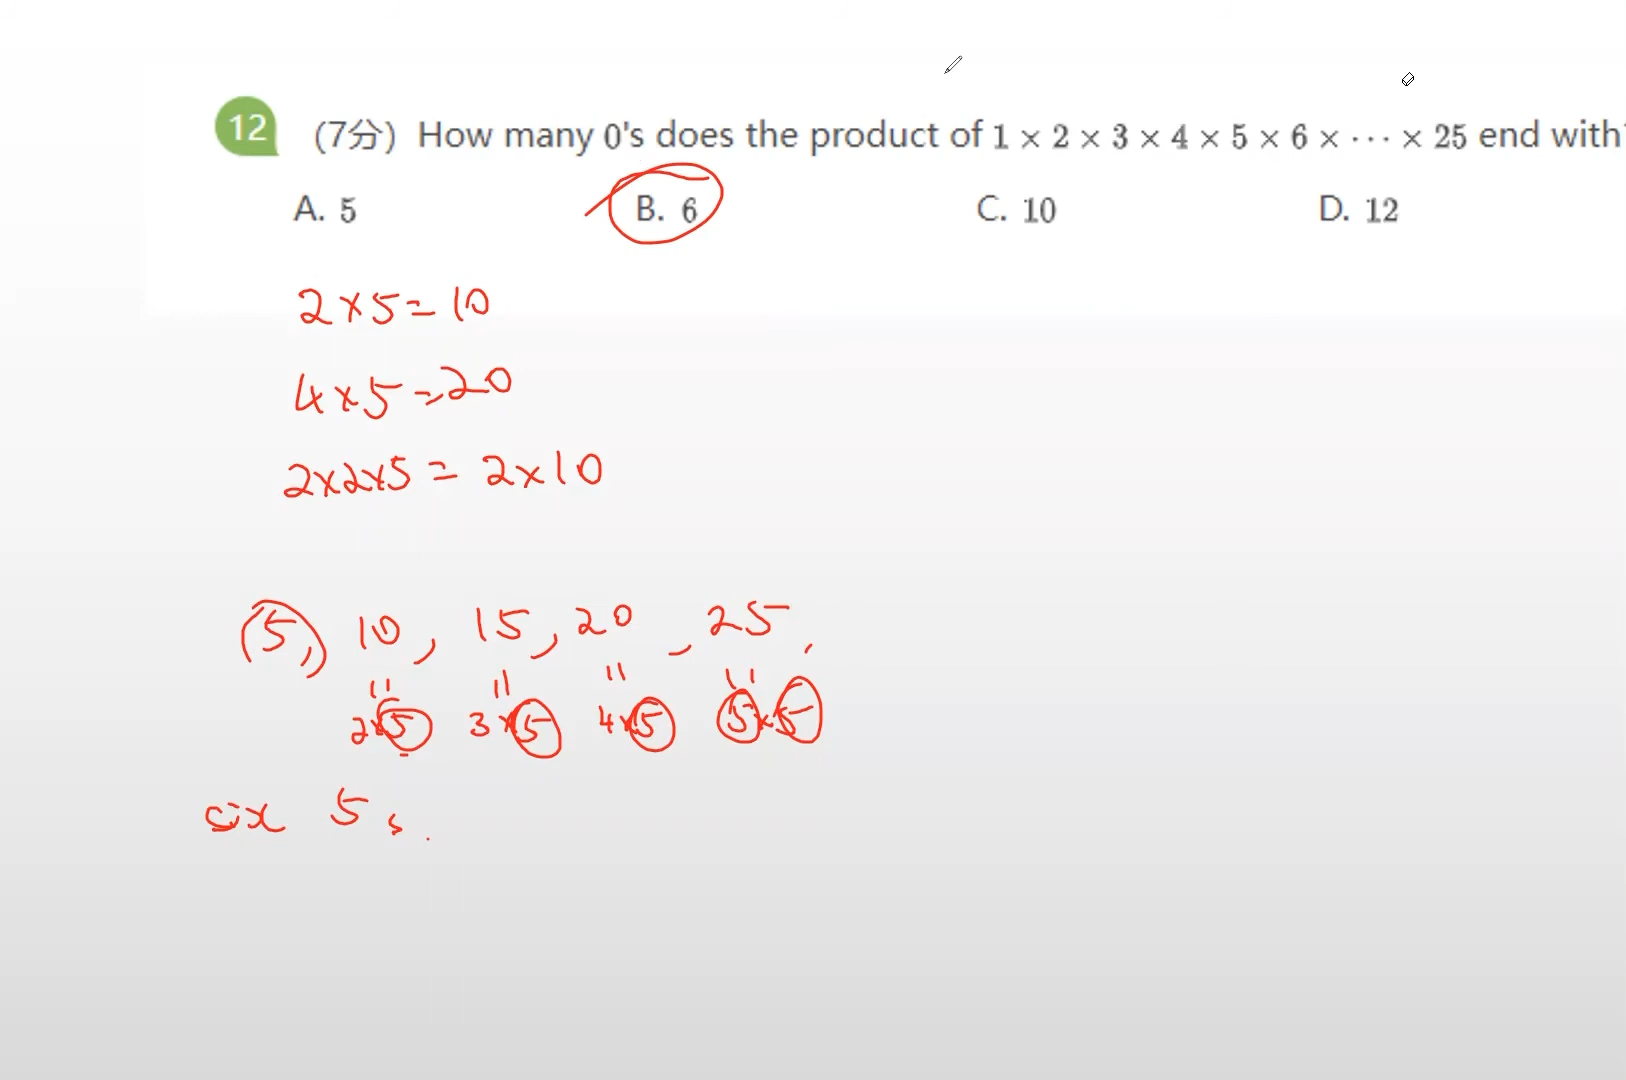 12 (7分) How many 0's does the product of 1 × 2 × 3 × 4 × 5 × 6 × ⋯ × 25 end with
A. 5 B. 6 C. 10 D. 12
2×5=10
4×5=20
2×2×5=2×10
5, 10, 15, 20, 25,
2×5 3×5 4×5 5×5
six 5s.